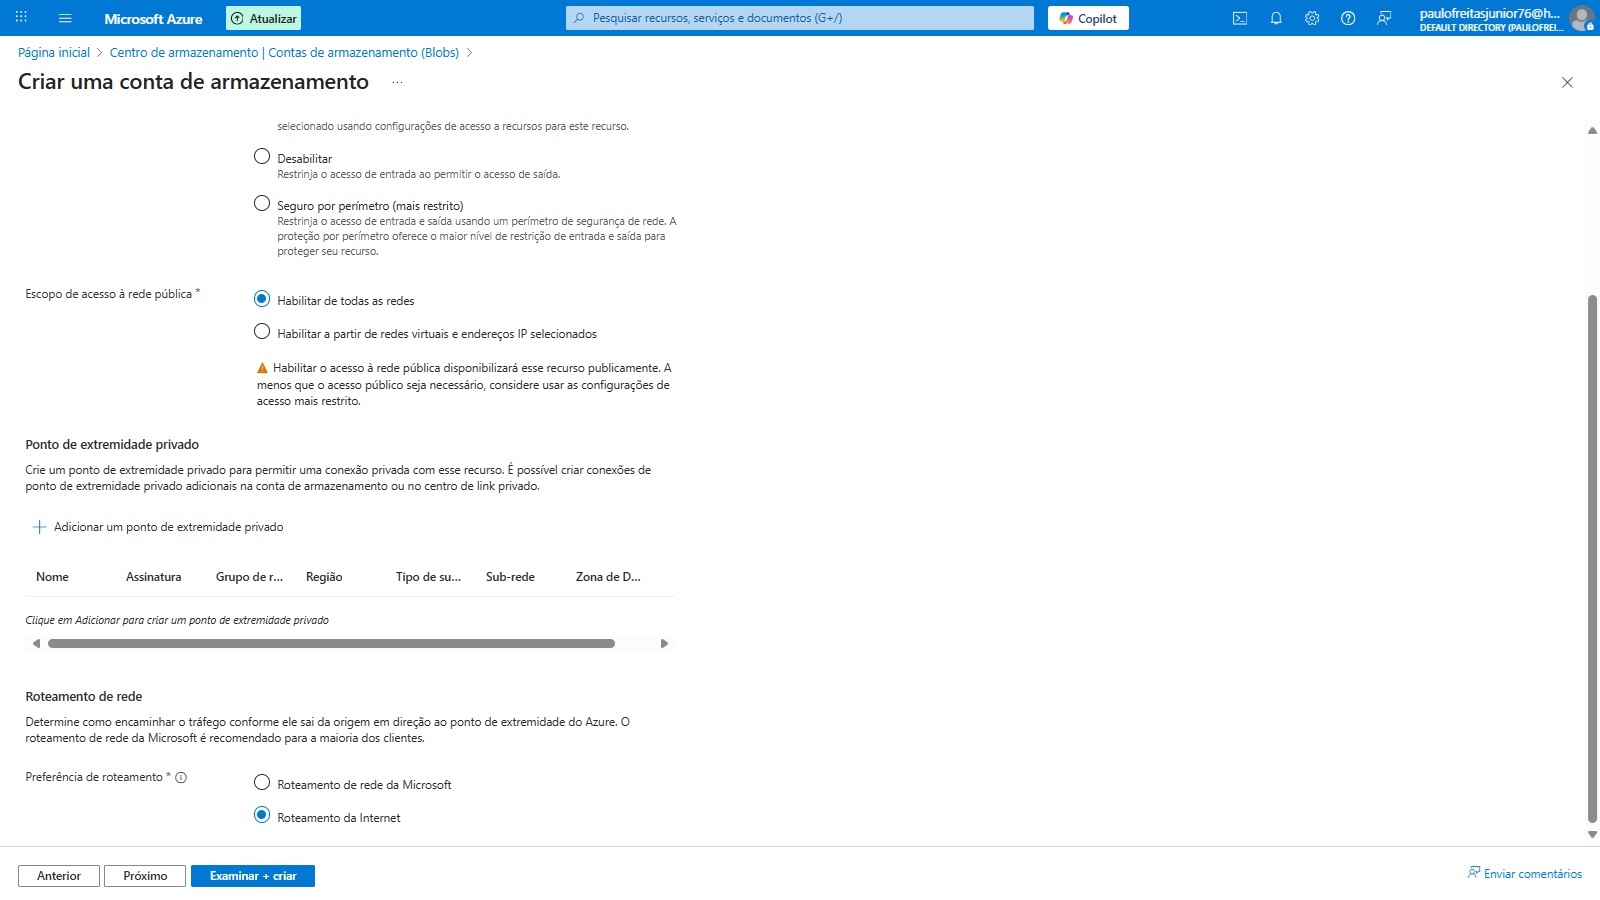 Microsoft Azure
Atualizar
Pesquisar recursos, serviços e documentos (G+/)
Copilot
paulofreitasjunior76@h...
DEFAULT DIRECTORY (PAULOFREI...
Página inicial > Centro de armazenamento | Contas de armazenamento (Blobs) >
Criar uma conta de armazenamento ...
selecionado usando configurações de acesso a recursos para este recurso.
Desabilitar
Restrinja o acesso de entrada ao permitir o acesso de saída.
Seguro por perímetro (mais restrito)
Restrinja o acesso de entrada e saída usando um perímetro de segurança de rede. A
proteção por perímetro oferece o maior nível de restrição de entrada e saída para
proteger seu recurso.
Escopo de acesso à rede pública *
Habilitar de todas as redes
Habilitar a partir de redes virtuais e endereços IP selecionados
Habilitar o acesso à rede pública disponibilizará esse recurso publicamente. A
menos que o acesso público seja necessário, considere usar as configurações de
acesso mais restrito.
Ponto de extremidade privado
Crie um ponto de extremidade privado para permitir uma conexão privada com esse recurso. É possível criar conexões de
ponto de extremidade privado adicionais na conta de armazenamento ou no centro de link privado.
Adicionar um ponto de extremidade privado
Nome Assinatura Grupo de r... Região Tipo de su... Sub-rede Zona de D...
Clique em Adicionar para criar um ponto de extremidade privado
Roteamento de rede
Determine como encaminhar o tráfego conforme ele sai da origem em direção ao ponto de extremidade do Azure. O
roteamento de rede da Microsoft é recomendado para a maioria dos clientes.
Preferência de roteamento *
Roteamento de rede da Microsoft
Roteamento da Internet
Anterior
Próximo
Examinar + criar
Enviar comentários